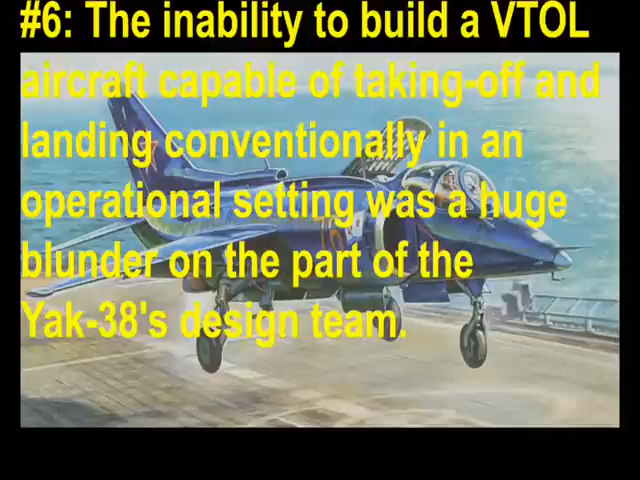 #6: The inability to build a VTOL
aircraft capable of taking-off and
landing conventionally in an
operational setting was a huge
blunder on the part of the
Yak-38's design team.